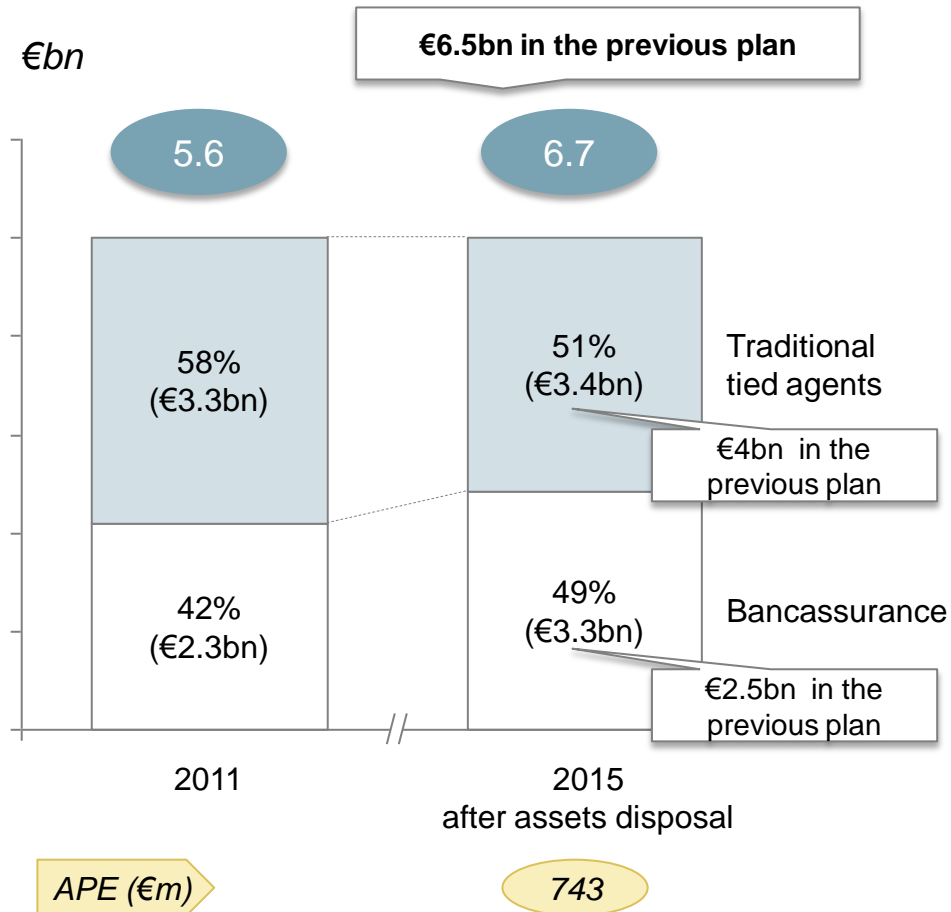 €6.5bn in the previous plan
€bn
5.6
6.7
58%
(€3.3bn)
51%
(€3.4bn)
Traditional
tied agents
€4bn  in the
previous plan
42%
(€2.3bn)
49%
(€3.3bn)
Bancassurance
€2.5bn  in the
previous plan
2011
2015
after assets disposal
APE (€m)
743